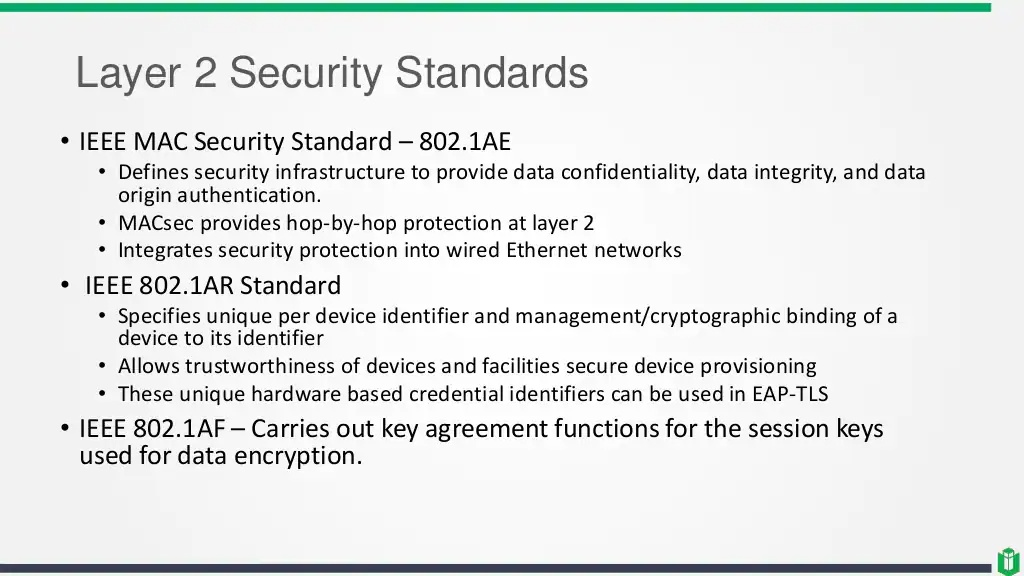 Layer 2 Security Standards
• IEEE MAC Security Standard – 802.1AE
• Defines security infrastructure to provide data confidentiality, data integrity, and data
origin authentication.
• MACsec provides hop-by-hop protection at layer 2
• Integrates security protection into wired Ethernet networks
• IEEE 802.1AR Standard
• Specifies unique per device identifier and management/cryptographic binding of a
device to its identifier
• Allows trustworthiness of devices and facilities secure device provisioning
• These unique hardware based credential identifiers can be used in EAP-TLS
• IEEE 802.1AF – Carries out key agreement functions for the session keys
used for data encryption.